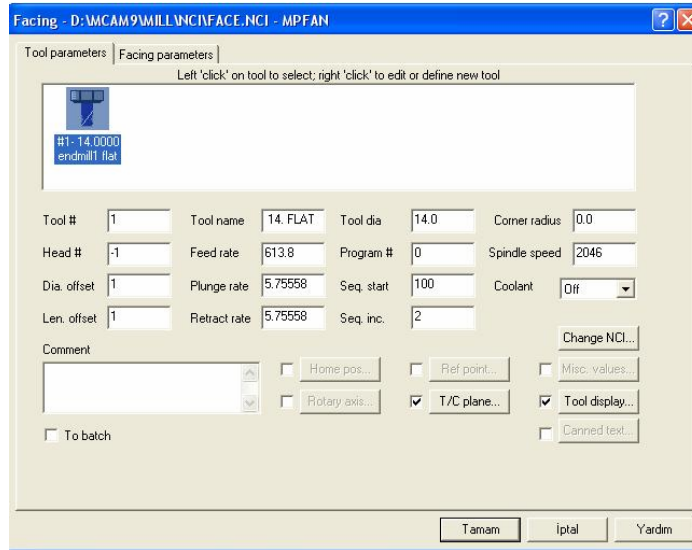 Facing - D:\MCAM9\MILL\NCI\FACE.NCI - MPFAN
Tool parameters Facing parameters
Left 'click' on tool to select; right 'click' to edit or define new tool
#1- 14.0000
endmill1 flat
Tool # 1 Tool name 14. FLAT Tool dia 14.0 Corner radius 0.0
Head # -1 Feed rate 613.8 Program # 0 Spindle speed 2046
Dia. offset 1 Plunge rate 5.75558 Seq. start 100 Coolant Off
Len. offset 1 Retract rate 5.75558 Seq. inc. 2
Change NCI...
Comment
Home pos... Ref point... Misc. values...
Rotary axis... T/C plane... Tool display...
To batch Canned text...
Tamam İptal Yardım